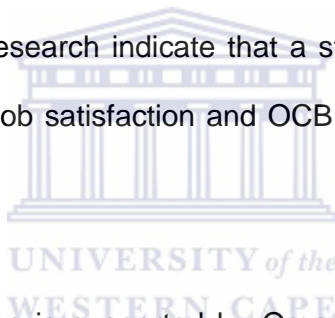 esearch indicate that a s
ob satisfaction and OCB
UNIVERSITY of the
WESTERN CAPE